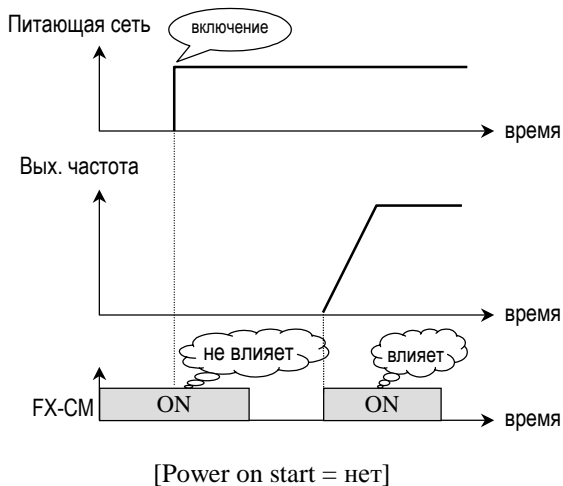 Питающая сеть
включение
время
Вых. частота
время
не влияет
влияет
FX-CM
ON
ON
время
[Power on start = нет]